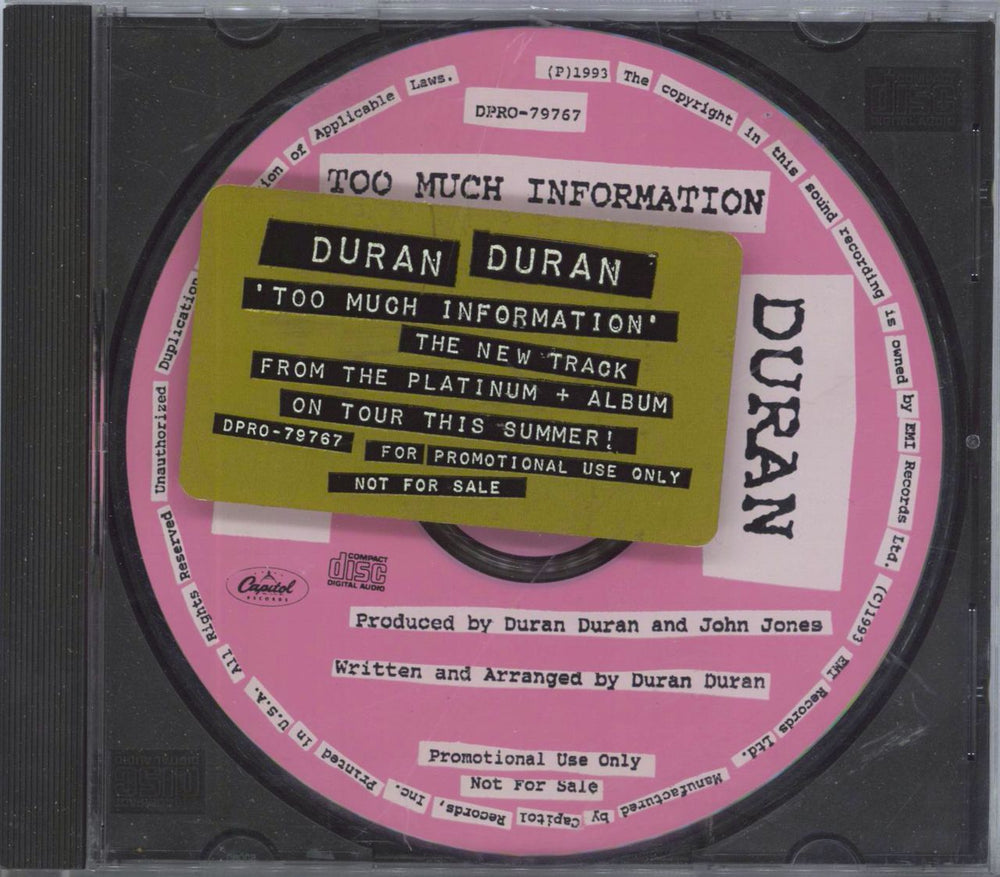 (P)1993 The copyright in this sound recording is owned by EMI Records Ltd. (C)1993 EMI Records Ltd. Manufactured by Capitol Records, Inc. Printed in U.S.A. All Rights Reserved Unauthorized Duplication
ion of Applicable Laws.
DPRO-79767
TOO MUCH INFORMATION
DURAN
DURAN DURAN
'TOO MUCH INFORMATION'
THE NEW TRACK
FROM THE PLATINUM + ALBUM
ON TOUR THIS SUMMER!
DPRO-79767
FOR PROMOTIONAL USE ONLY
NOT FOR SALE
Capitol
RECORDS
COMPACT
disc
DIGITAL AUDIO
Produced by Duran Duran and John Jones
Written and Arranged by Duran Duran
Promotional Use Only
Not For Sale